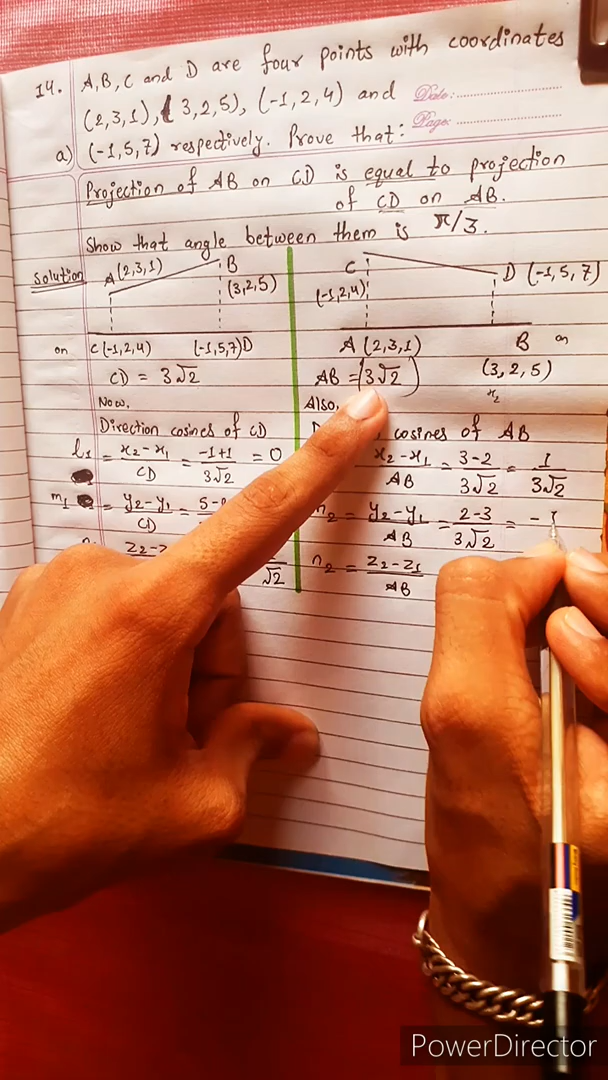 14. A, B, C and D are four points with coordinates
(2,3,1), (3,2,5), (-1,2,4) and
Date:
(-1,5,7) respectively. Prove that:
Page:
a)
Projection of AB on CD is equal to projection
of CD on AB.
Show that angle between them is π/3.
Solution
A (2,3,1) B
(3,2,5)
on C(-1,2,4) (-1,5,7)D
CD = 3√2
Now,
Direction cosines of CD
l₁ = x₂-x₁/CD = -1+1/3√2 = 0
m₁ = y₂-y₁/CD = 5-
z₂-z
√2
C D (-1,5,7)
(-1,2,4)
A (2,3,1) B on
(3,2,5)
x₂
AB = (3√2)
Also,
cosines of AB
x₂-x₁/AB = 3-2/3√2 = 1/3√2
= y₂-y₁/AB = 2-3/3√2 = -
n₂ = z₂-z₁/AB
PowerDirector